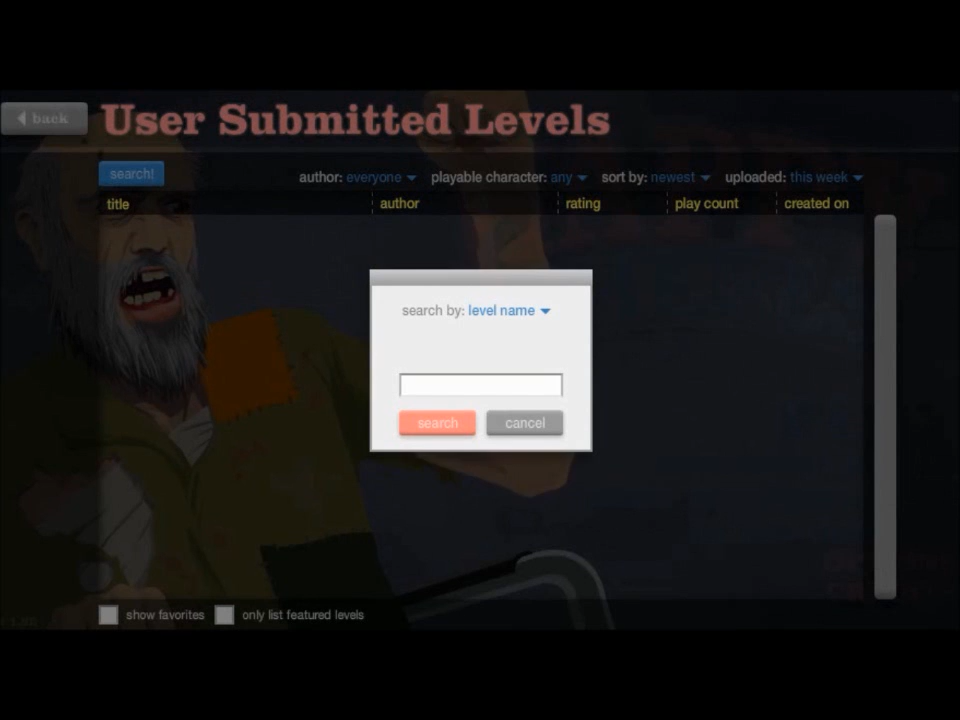 back
User Submitted Levels
search!
author: everyone playable character: any sort by: newest uploaded: this week
title author rating play count created on
search by: level name
search cancel
show favorites only list featured levels